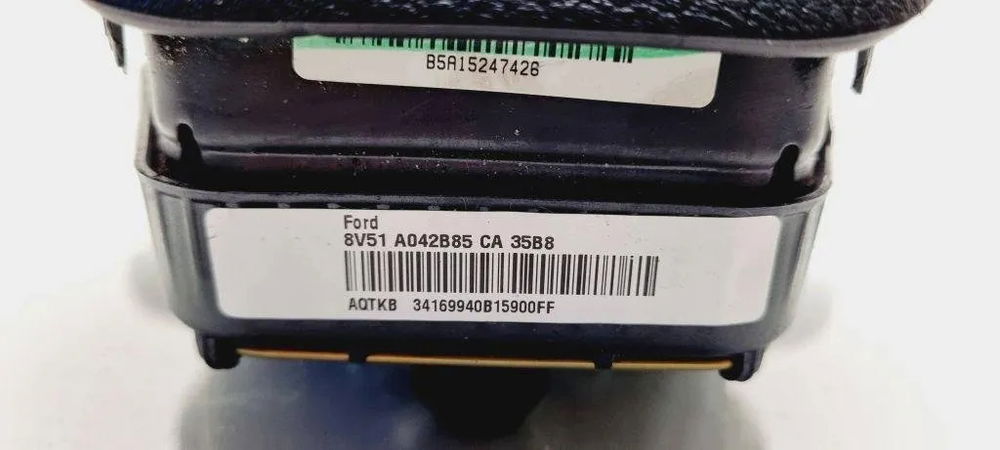 B5A15247426
Ford
8V51 A042B85 CA 35B8
AQTKB 34169940B15900FF